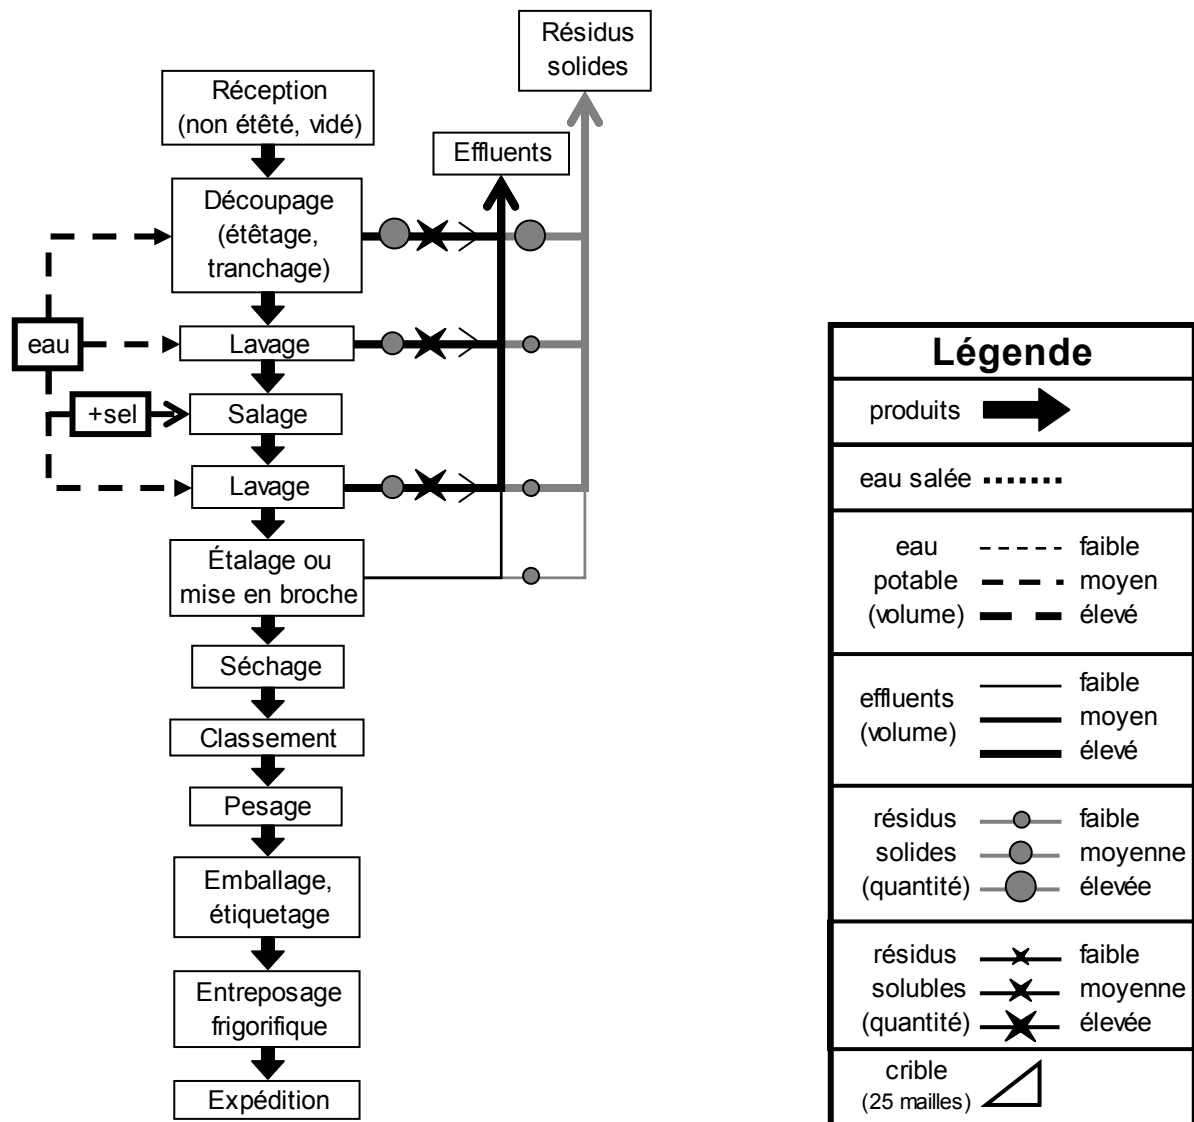 Résidus
solides
Réception
(non étêté, vidé)
Effluents
Découpage
(étêtage,
tranchage)
eau
Lavage
+sel
Salage
Lavage
Étalage ou
mise en broche
Séchage
Classement
Pesage
Emballage,
étiquetage
Entreposage
frigorifique
Expédition
Légende
produits
eau salée
eau
potable
(volume)
faible
moyen
élevé
effluents
(volume)
faible
moyen
élevé
résidus
solides
(quantité)
faible
moyenne
élevée
résidus
solubles
(quantité)
faible
moyenne
élevée
crible
(25 mailles)